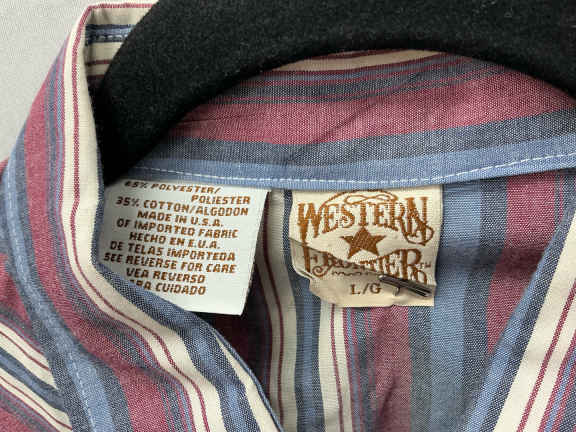 65% POLYESTER/
POLIESTER
35% COTTON/ALGODON
MADE IN U.S.A.
OF IMPORTED FABRIC
HECHO EN E.U.A.
DE TELAS IMPORTEDA
SEE REVERSE FOR CARE
VEA REVERSO
CUIDADO
WESTERN
FRONTIER
L/G